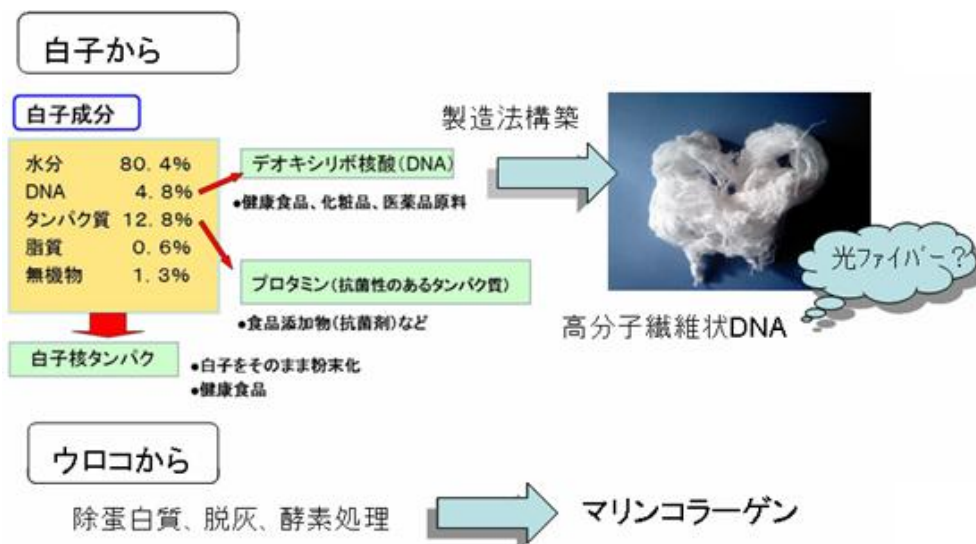 白子から
白子成分
水分 80.4%
DNA 4.8%
タンパク質 12.8%
脂質 0.6%
無機物 1.3%
デオキシリボ核酸(DNA)
●健康食品、化粧品、医薬品原料
プロタミン(抗菌性のあるタンパク質)
●食品添加物(抗菌剤)など
白子核タンパク
●白子をそのまま粉末化
●健康食品
製造法構築
光ファイバー?
高分子繊維状DNA
ウロコから
除蛋白質、脱灰、酵素処理
マリンコラーゲン